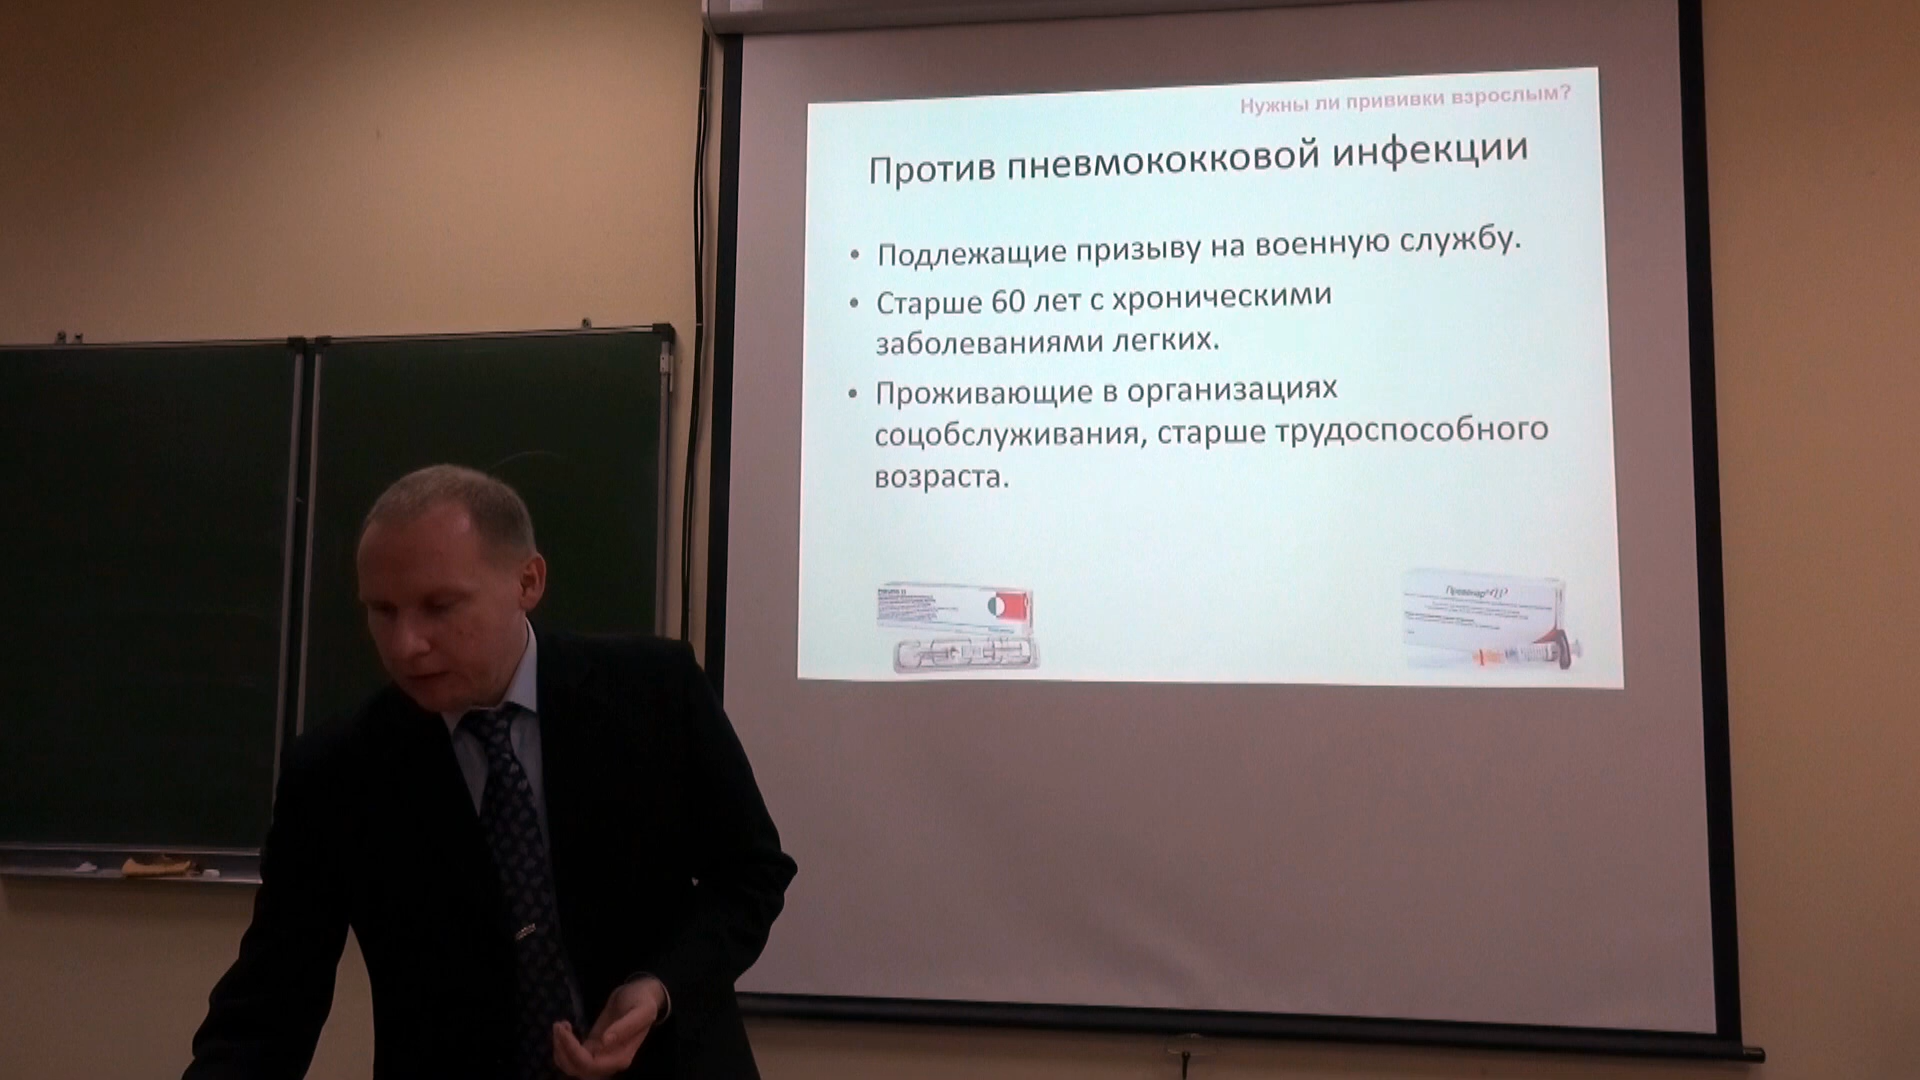 Нужны ли прививки взрослым?
Против пневмококковой инфекции
• Подлежащие призыву на военную службу.
• Старше 60 лет с хроническими
заболеваниями легких.
• Проживающие в организациях
соцобслуживания, старше трудоспособного
возраста.
Превенар